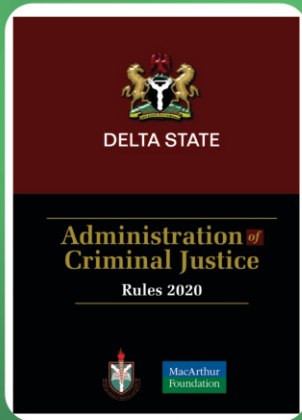 DELTA STATE
Administration of
Criminal Justice
Rules 2020
MacArthur
Foundation